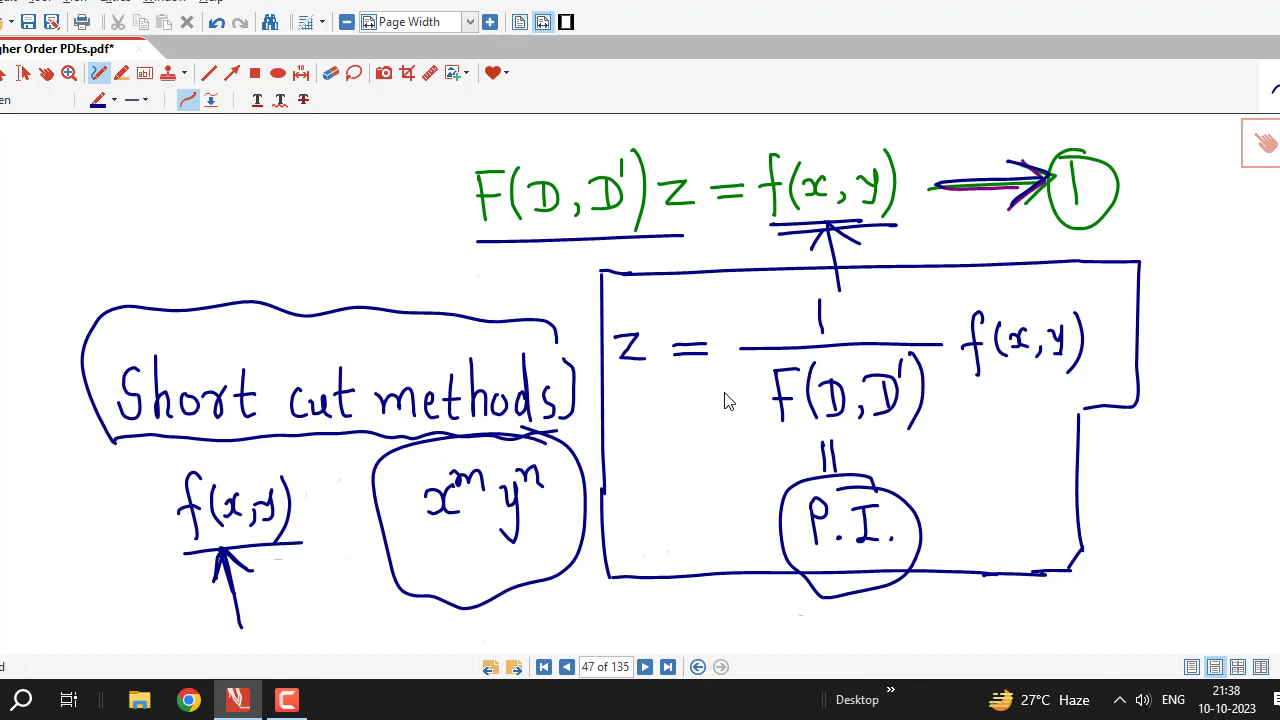 Page Width
gher Order PDEs.pdf*
en
F(D, D') z = f(x, y) ⟹ 1
z = 1 / F(D, D') f(x, y)
Short cut methods
=
f(x, y)
x^m y^n
P.I.
47 of 135
d
Desktop
»
27°C Haze
ENG
21:38
10-10-2023